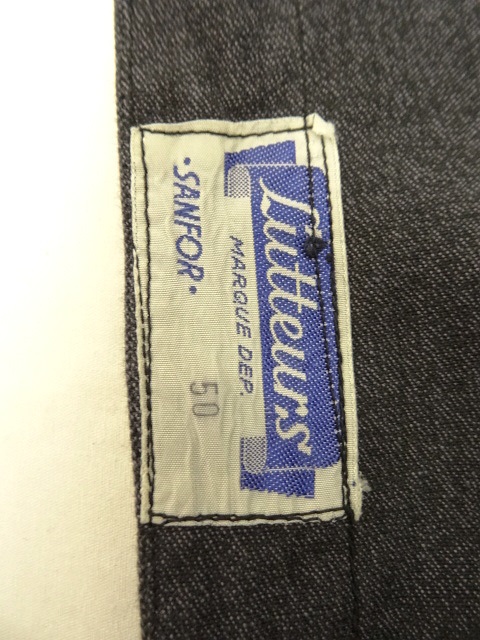 Lutteurs
MARQUE DEP.
•SANFOR•
50